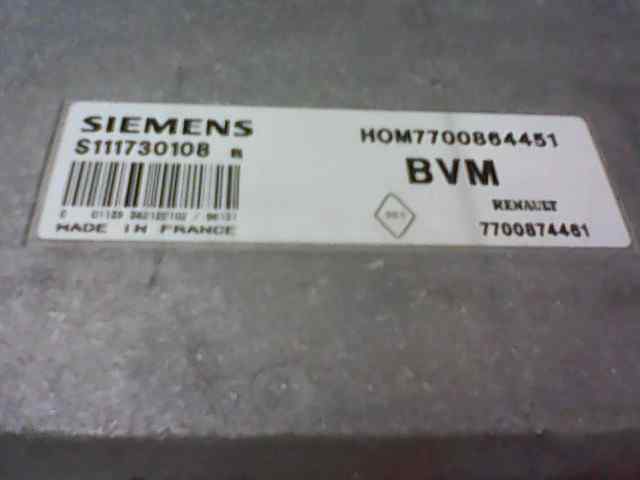 SIEMENS
S111730108
MADE IN FRANCE
HOM7700864451
BVM
RENAULT
7700874461